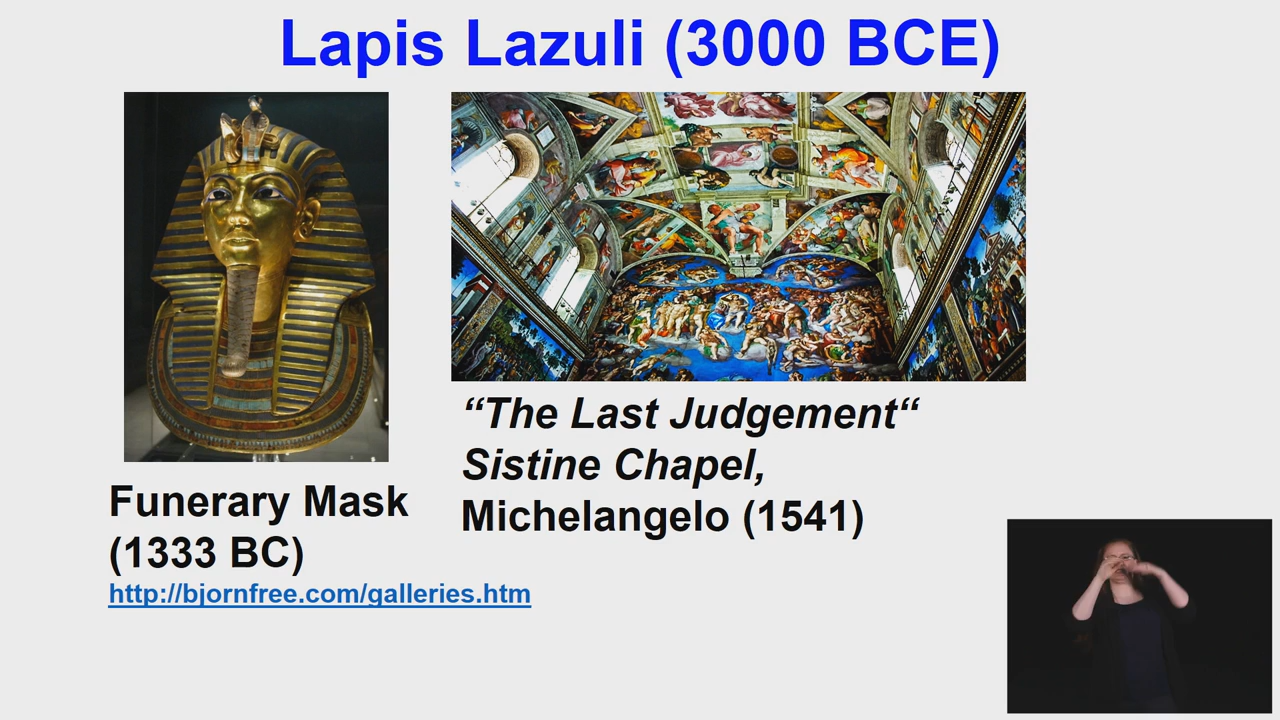 Lapis Lazuli (3000 BCE)
“The Last Judgement“
Sistine Chapel,
Michelangelo (1541)
Funerary Mask
(1333 BC)
http://bjornfree.com/galleries.htm